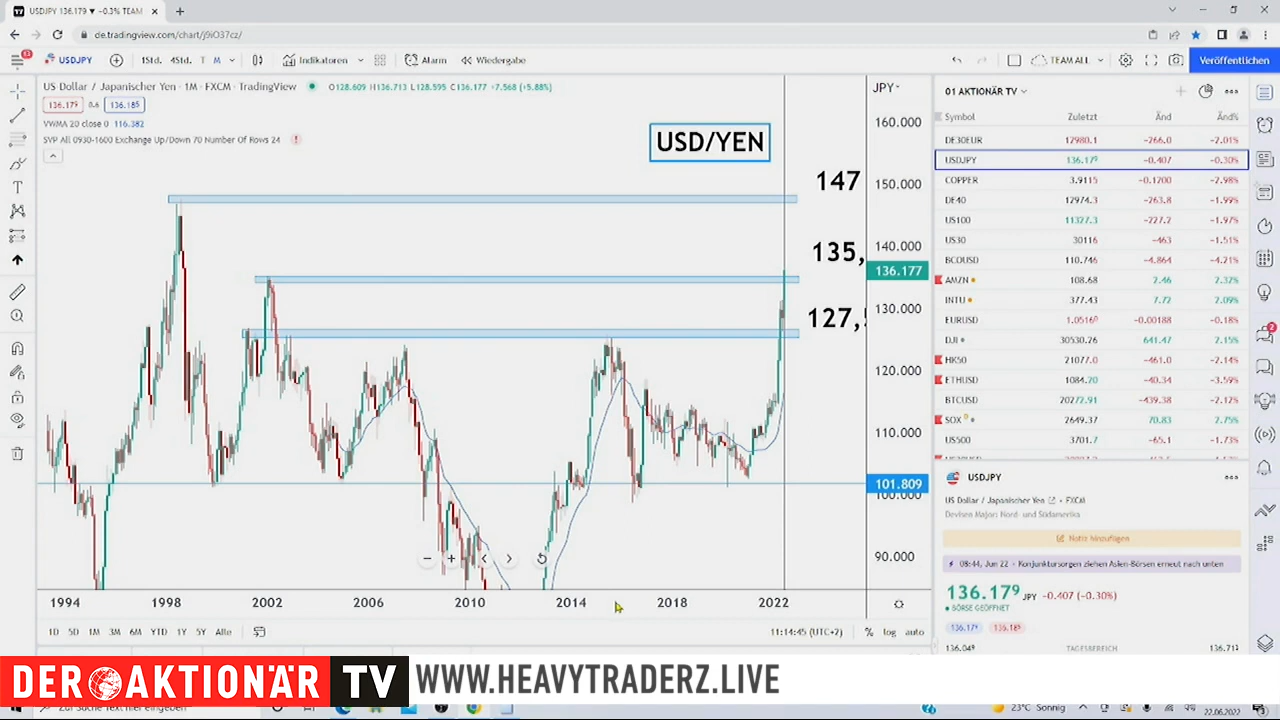 USDJPY 136.179 ▼ −0.3% TEAM
de.tradingview.com/chart/j9iO37cz/
USDJPY 1Std. 4Std. T M Indikatoren Alarm Wiedergabe TEAM ALL Veröffentlichen
US Dollar / Japanischer Yen · 1M · FXCM · TradingView O128.609 H136.713 L128.595 C136.177 +7.568 (+5.88%)
136.179 0.6 136.185
VWMA 20 close 0 116.382
SVP All 0930-1600 Exchange Up/Down 70 Number Of Rows 24
USD/YEN
147
135,
127,
JPY
160.000
150.000
140.000
136.177
130.000
120.000
110.000
101.809
100.000
90.000
1994 1998 2002 2006 2010 2014 2018 2022
1D 5D 1M 3M 6M YTD 1Y 5Y Alle 11:14:45 (UTC+2) % log auto
01 AKTIONÄR TV
Symbol Zuletzt Änd Änd%
DE30EUR 12980.1 −266.0 −2.01%
USDJPY 136.179 −0.407 −0.30%
COPPER 3.9115 −0.1200 −2.98%
DE40 12974.3 −263.8 −1.99%
US100 11327.3 −227.2 −1.97%
US30 30116 −463 −1.51%
BCOUSD 110.746 −4.864 −4.21%
AMZN 108.68 2.46 2.32%
INTU 377.43 7.72 2.09%
EURUSD 1.0516 −0.00188 −0.18%
DJI 30530.26 641.47 2.15%
HK50 21077.0 −461.0 −2.14%
ETHUSD 1084.20 −40.34 −3.59%
BTCUSD 20272.91 −439.38 −2.12%
SOX 2649.37 70.83 2.75%
US500 3701.7 −65.1 −1.73%
USDJPY
US Dollar / Japanischer Yen · FXCM
Devisen Major: Nord- und Südamerika
Notiz hinzufügen
08:44, Jun 22 · Konjunktursorgen ziehen Asien-Börsen erneut nach unten
136.179 JPY −0.407 (−0.30%)
BÖRSE GEÖFFNET
136.179 136.185
136.049 TAGESBEREICH 136.713
DER AKTIONÄR TV WWW.HEAVYTRADERZ.LIVE
Zur Suche Text hier eingeben
23°C Sonnig
22.06.2022